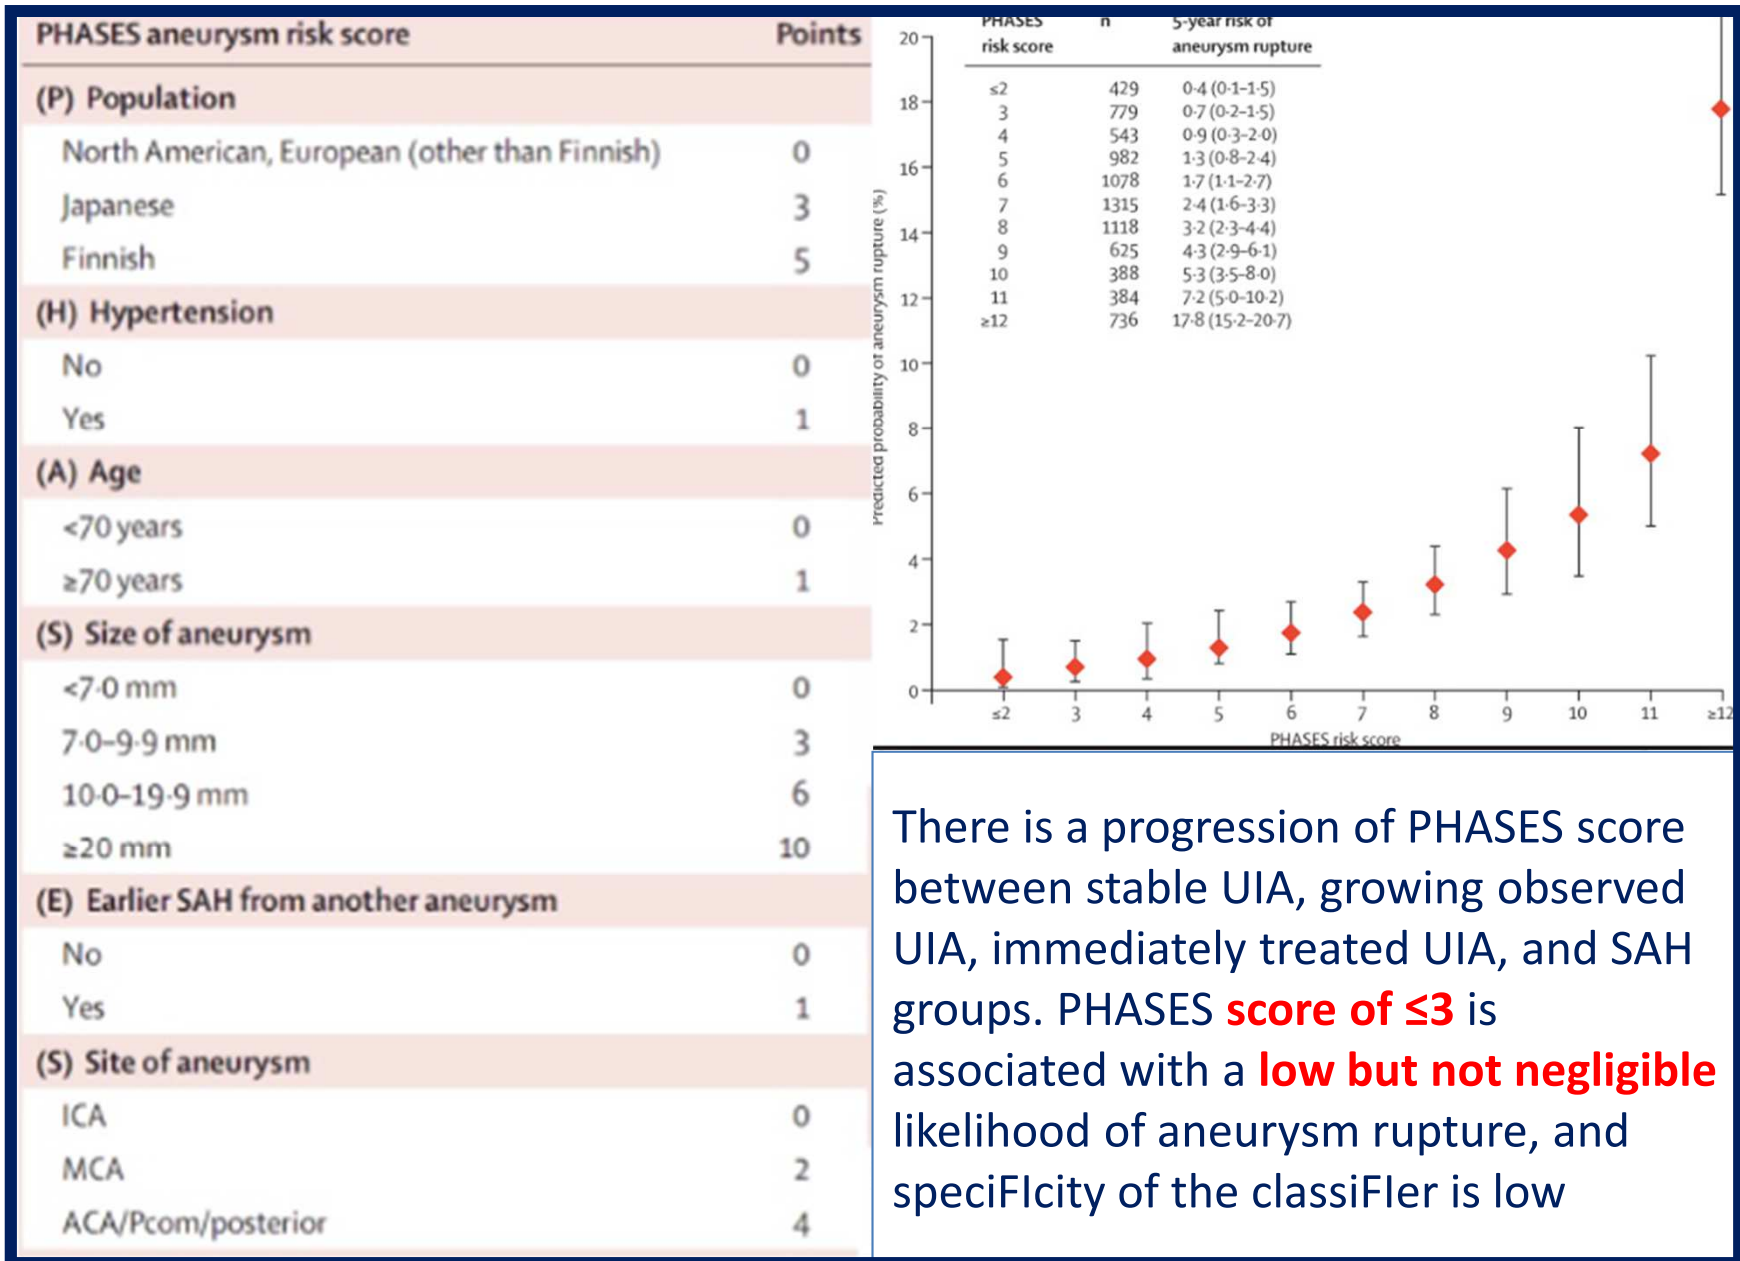 PHASES aneurysm risk score Points
(P) Population
North American, European (other than Finnish) 0
Japanese 3
Finnish 5
(H) Hypertension
No 0
Yes 1
(A) Age
<70 years 0
≥70 years 1
(S) Size of aneurysm
<7·0 mm 0
7·0–9·9 mm 3
10·0–19·9 mm 6
≥20 mm 10
(E) Earlier SAH from another aneurysm
No 0
Yes 1
(S) Site of aneurysm
ICA 0
MCA 2
ACA/Pcom/posterior 4
PHASES n 5-year risk of
risk score aneurysm rupture
≤2 429 0·4 (0·1–1·5)
3 779 0·7 (0·2–1·5)
4 543 0·9 (0·3–2·0)
5 982 1·3 (0·8–2·4)
6 1078 1·7 (1·1–2·7)
7 1315 2·4 (1·6–3·3)
8 1118 3·2 (2·3–4·4)
9 625 4·3 (2·9–6·1)
10 388 5·3 (3·5–8·0)
11 384 7·2 (5·0–10·2)
≥12 736 17·8 (15·2–20·7)
Predicted probability of aneurysm rupture (%)
20
18
16
14
12
10
8
6
4
2
0
≤2 3 4 5 6 7 8 9 10 11 ≥12
PHASES risk score
There is a progression of PHASES score
between stable UIA, growing observed
UIA, immediately treated UIA, and SAH
groups. PHASES score of ≤3 is
associated with a low but not negligible
likelihood of aneurysm rupture, and
speciFIcity of the classiFIer is low